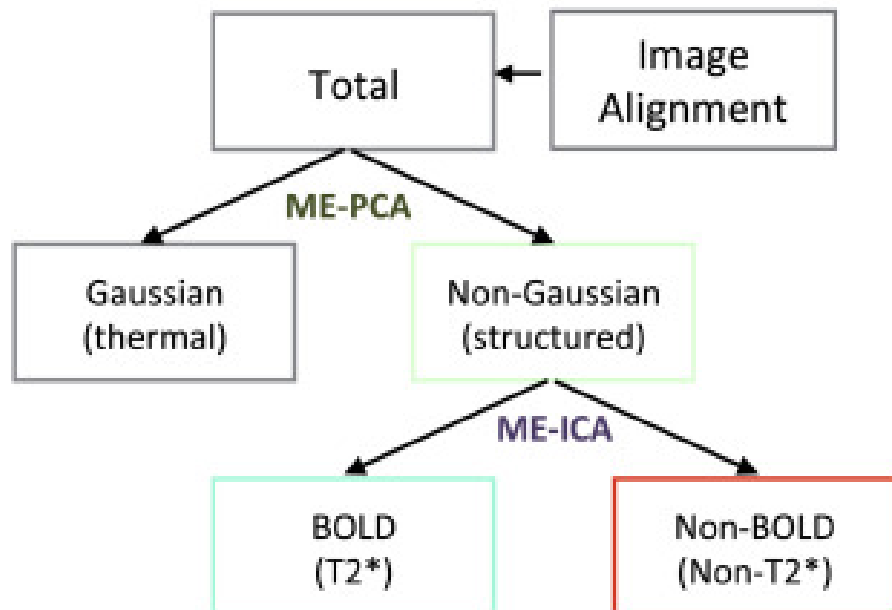 Total
Image
Alignment
ME-PCA
Gaussian
(thermal)
Non-Gaussian
(structured)
ME-ICA
BOLD
(T2*)
Non-BOLD
(Non-T2*)